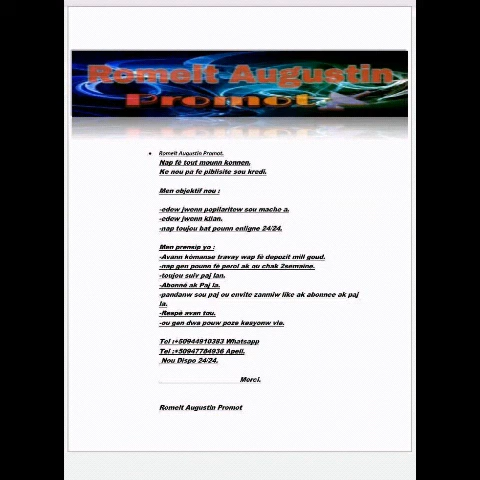 Romelt Augustin
Promot
Romelt Augustin Promot.
Nap fè tout mounn konnen.
Ke nou pa fe piblisite sou kredi.
Men objektif nou :
-edew jwenn popilaritew sou mache a.
-edew jwenn klian.
-nap toujou bat pounn enligne 24/24.
Men prensip yo :
-Avann kòmanse travay wap fè depozit mill goud.
-nap gen pounn fè perol ak ou chak 2semaine.
-toujou suiv paj lan.
-Abonnè ak Paj la.
-pandanw sou paj ou envite zanmiw like ak abonnee ak paj
la.
-Respè avan tou.
-ou gen dwa pouw poze kesyonw vle.
Tel :+50944910383 Whatsapp
Tel :+50947784936 Apell.
Nou Dispo 24/24.
Merci.
Romelt Augustin Promot